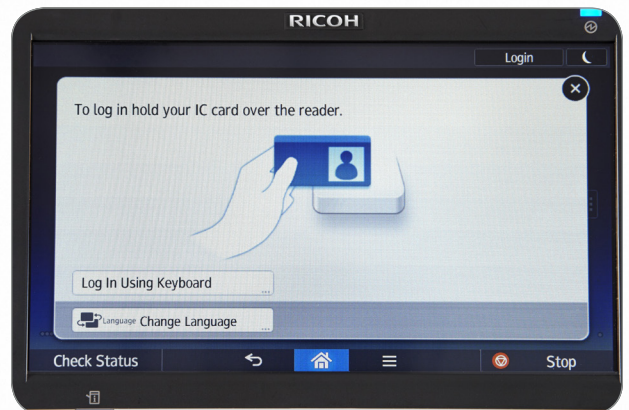 RICOH
Login
To log in hold your IC card over the reader.
Log In Using Keyboard
Language Change Language
Check Status
Stop